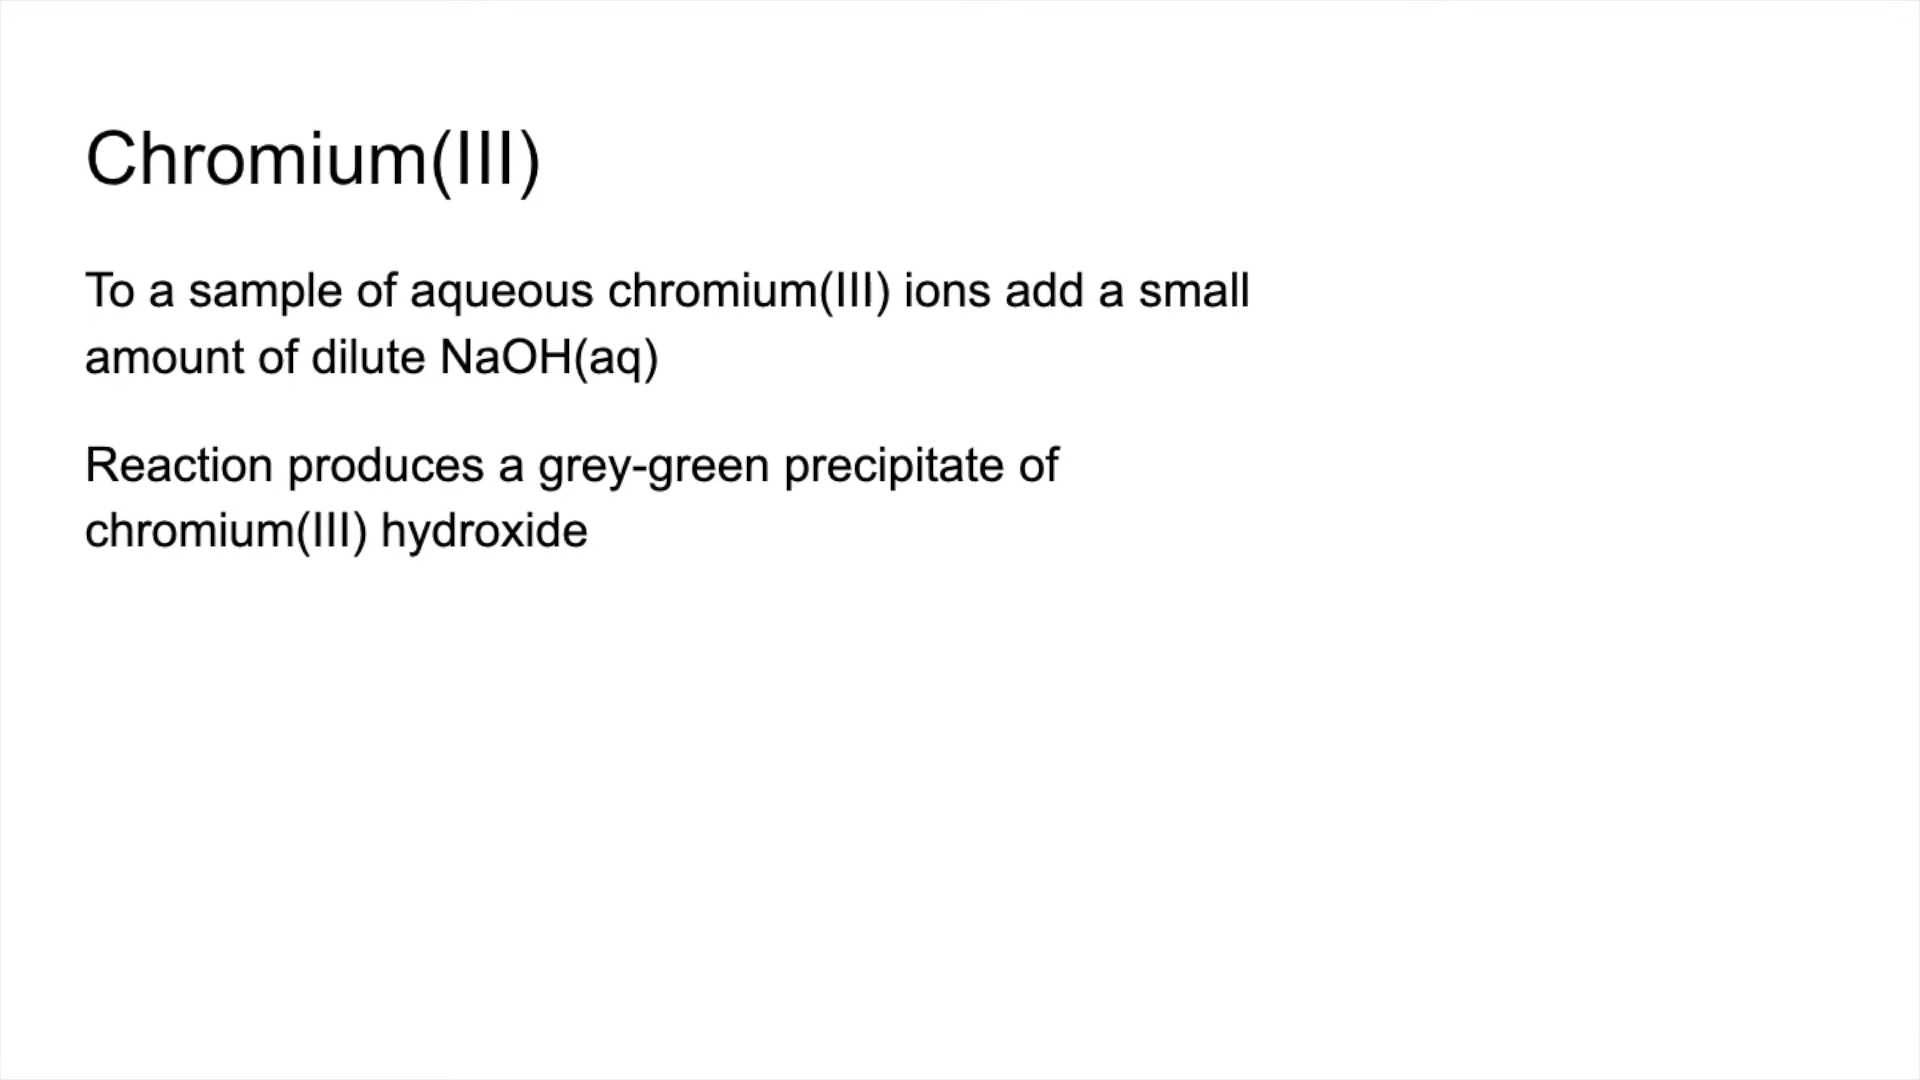 Chromium(III)
To a sample of aqueous chromium(III) ions add a small
amount of dilute NaOH(aq)
Reaction produces a grey-green precipitate of
chromium(III) hydroxide